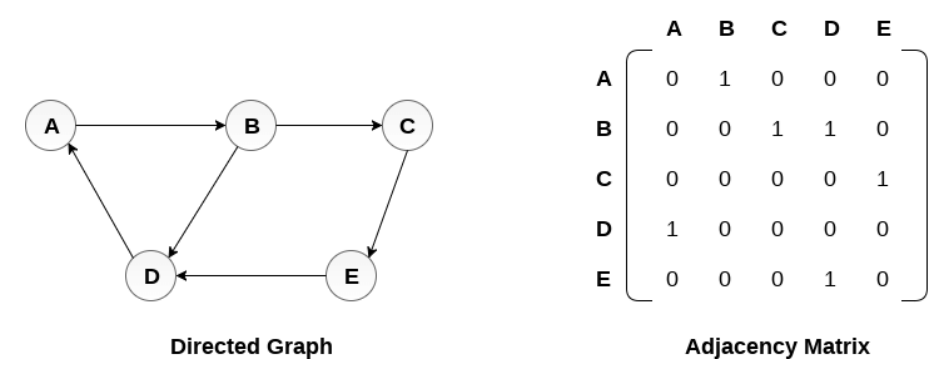 A B C
D E
Directed Graph
A B C D E
A 0 1 0 0 0
B 0 0 1 1 0
C 0 0 0 0 1
D 1 0 0 0 0
E 0 0 0 1 0
Adjacency Matrix